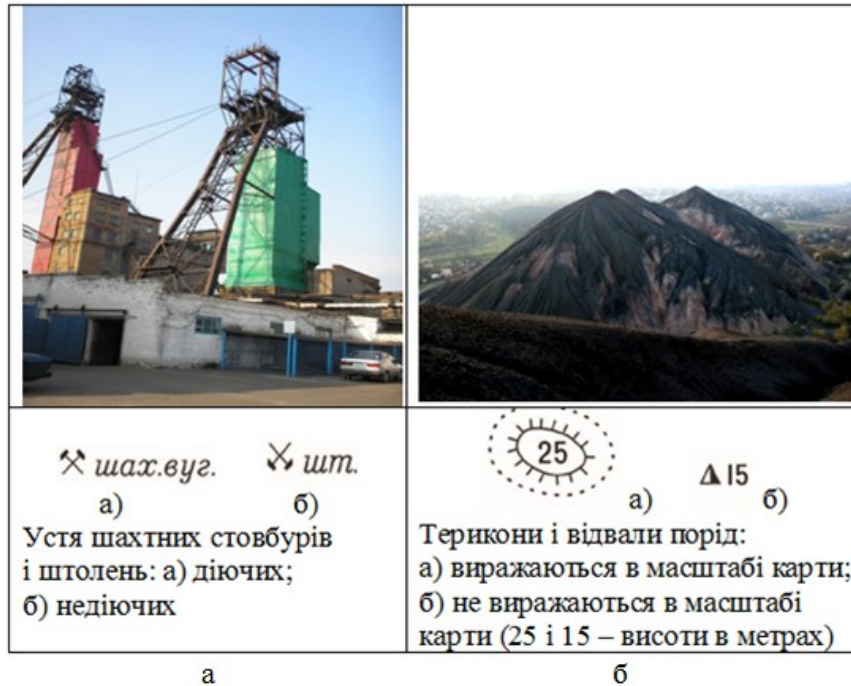 шах.вуг. шт.
а) б)
Устя шахтних стовбурів
і штолень: а) діючих;
б) недіючих
25
15
а) б)
Терикони і відвали порід:
а) виражаються в масштабі карти;
б) не виражаються в масштабі
карти (25 і 15 – висоти в метрах)
а б